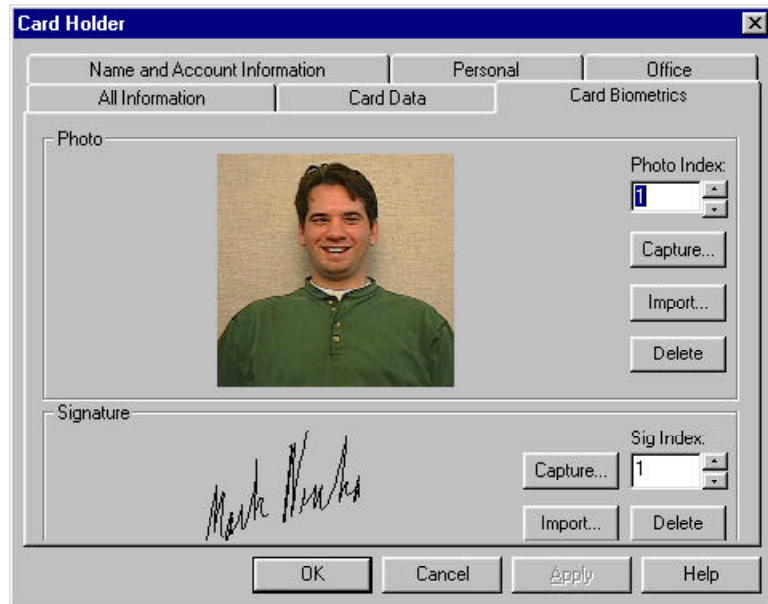 Card Holder
Name and Account Information Personal Office
All Information Card Data Card Biometrics
Photo
Photo Index:
1
Capture...
Import...
Delete
Signature
Sig Index:
Capture... 1
Mark
Import... Delete
OK Cancel Apply Help